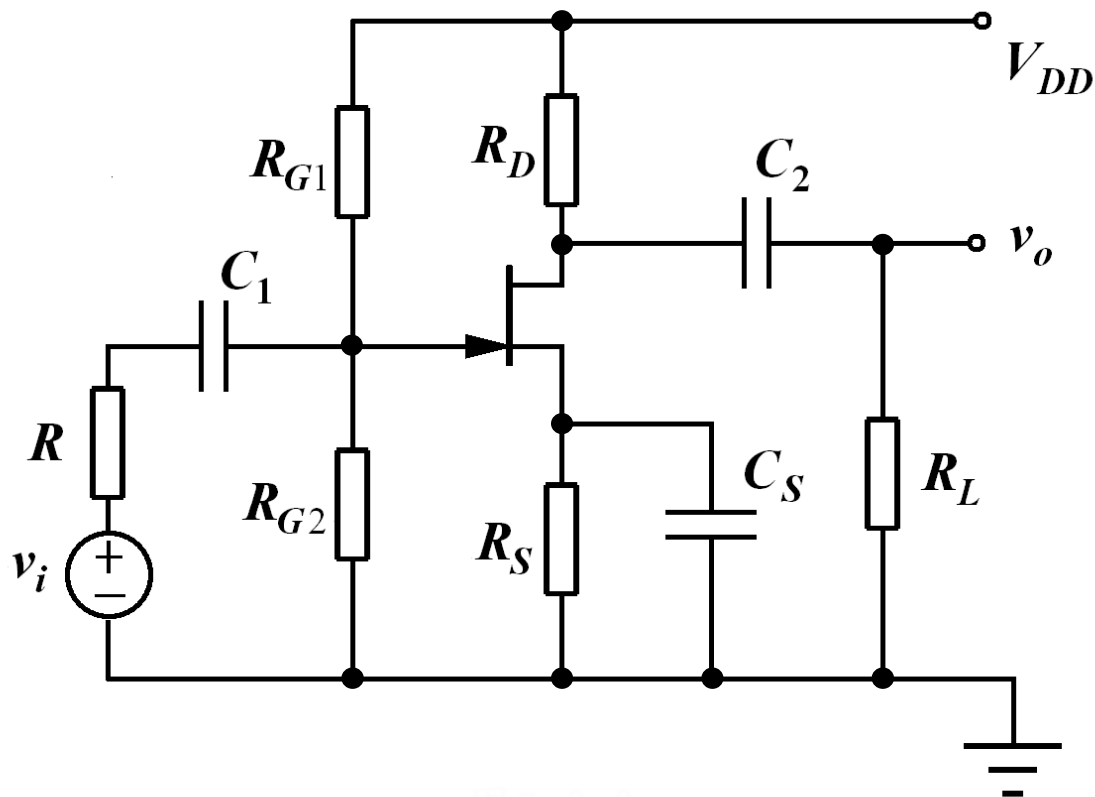 V_DD
R_G1
R_D
C_2
v_o
C_1
R
R_G2
R_S
C_S
R_L
v_i
+
−